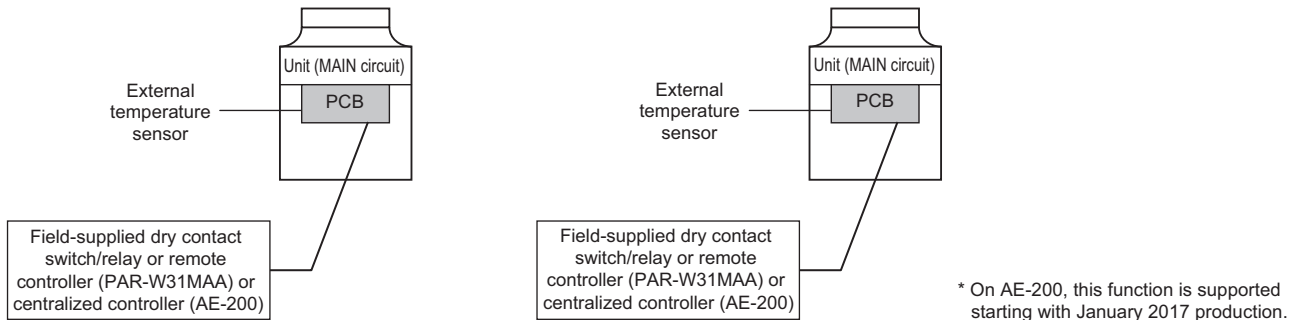 Unit (MAIN circuit)
PCB
External
temperature
sensor
Field-supplied dry contact
switch/relay or remote
controller (PAR-W31MAA) or
centralized controller (AE-200)
Unit (MAIN circuit)
PCB
External
temperature
sensor
Field-supplied dry contact
switch/relay or remote
controller (PAR-W31MAA) or
centralized controller (AE-200)
* On AE-200, this function is supported
starting with January 2017 production.